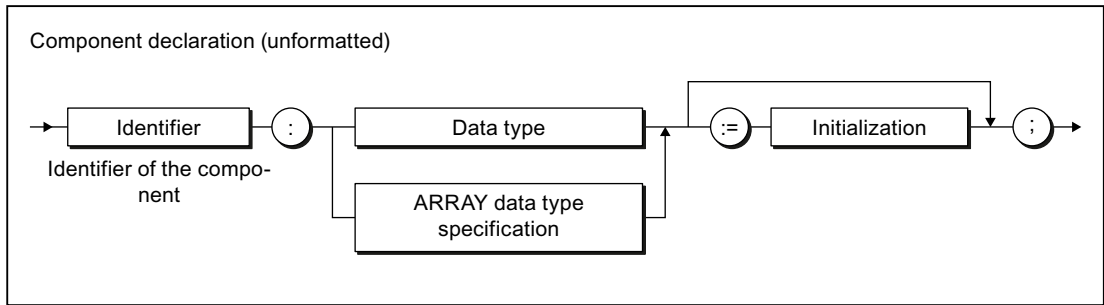 Component declaration (unformatted)
Identifier
:
Data type
:=
Initialization
;
Identifier of the compo-
nent
ARRAY data type
specification